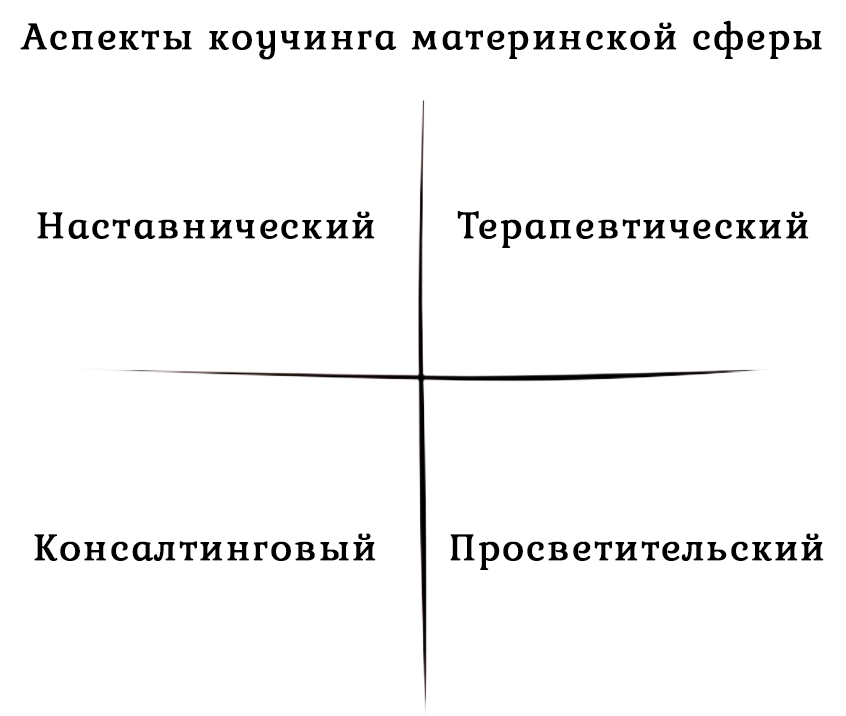 Аспекты коучинга материнской сферы
Наставнический
Терапевтический
Консалтинговый
Просветительский